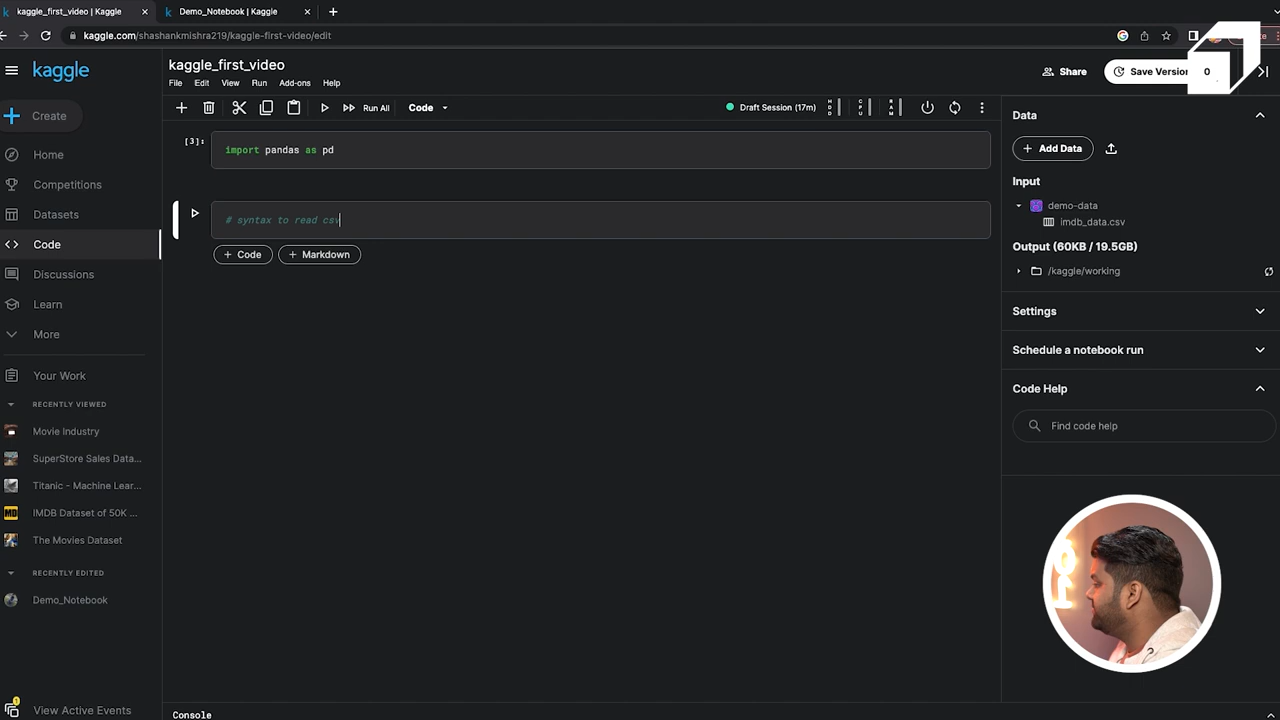 kaggle_first_video | Kaggle
Demo_Notebook | Kaggle
kaggle.com/shashankmishra219/kaggle-first-video/edit
kaggle
kaggle_first_video
File Edit View Run Add-ons Help
Share
Save Version
0
Run All
Code
Draft Session (17m)
HDD
CPU
RAM
Create
Home
Competitions
Datasets
Code
Discussions
Learn
More
Your Work
RECENTLY VIEWED
Movie Industry
SuperStore Sales Data...
Titanic - Machine Lear...
IMDB Dataset of 50K ...
The Movies Dataset
RECENTLY EDITED
Demo_Notebook
1
View Active Events
[3]:
import pandas as pd
# syntax to read csv
+ Code
+ Markdown
Data
+ Add Data
Input
demo-data
imdb_data.csv
Output (60KB / 19.5GB)
/kaggle/working
Settings
Schedule a notebook run
Code Help
Find code help
Console